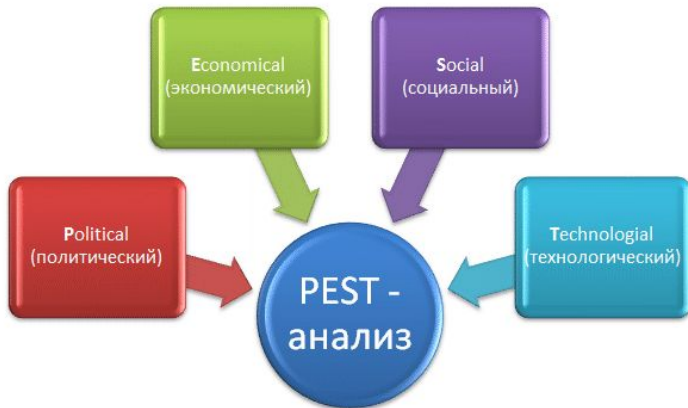 Economical
(экономический)
Social
(социальный)
Political
(политический)
Technologial
(технологический)
PEST -
анализ